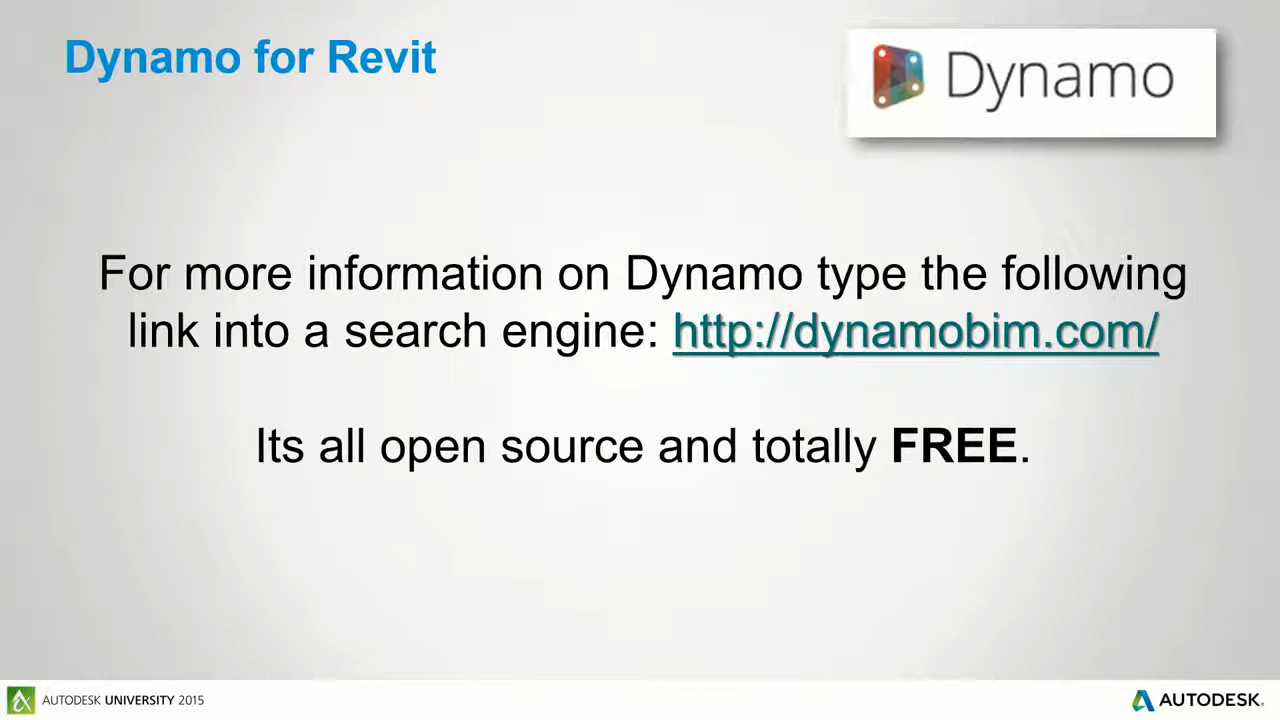 Dynamo for Revit
Dynamo
For more information on Dynamo type the following
link into a search engine: http://dynamobim.com/
Its all open source and totally FREE.
AUTODESK UNIVERSITY 2015
AUTODESK.